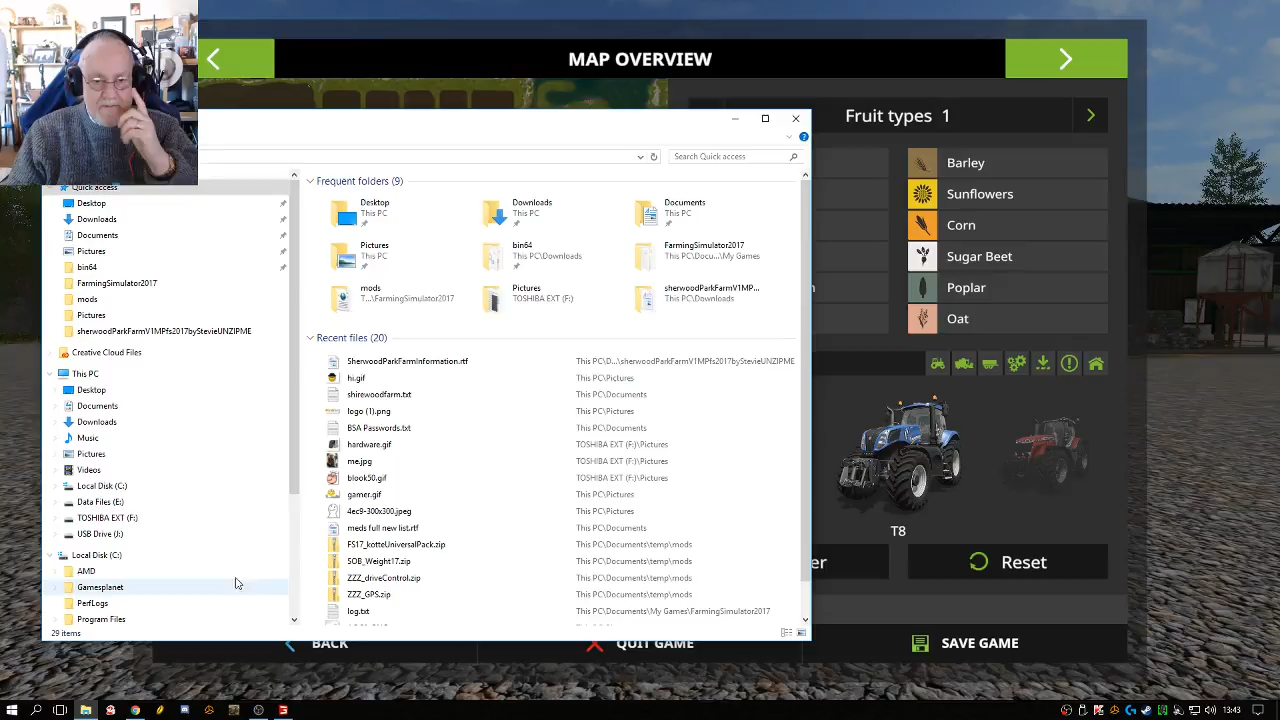 MAP OVERVIEW
Fruit types 1
Search Quick access
Quick access
Desktop
Downloads
Documents
Pictures
bin64
FarmingSimulator2017
mods
Pictures
sherwoodParkFarmV1MPfs2017byStevieUNZIPME
Creative Cloud Files
This PC
Desktop
Documents
Downloads
Music
Pictures
Videos
Local Disk (C:)
Data Files (E:)
TOSHIBA EXT (F:)
USB Drive (J:)
Local Disk (C:)
AMD
Gamesplanet
PerfLogs
Program Files
29 items
Frequent folders (9)
Desktop
This PC
Downloads
This PC
Documents
This PC
Pictures
This PC
bin64
This PC\Downloads
FarmingSimulator2017
This PC\Docu...\My Games
mods
T...\FarmingSimulator2017
Pictures
TOSHIBA EXT (F:)
sherwoodParkFarmV1MP...
This PC\Downloads
Recent files (20)
SherwoodParkFarmInformation.rtf This PC\D...\sherwoodParkFarmV1MPfs2017byStevieUNZIPME
hi.gif This PC\Pictures
shirewoodfarm.txt This PC\Documents
logo (1).png This PC\Pictures
BSA Passwords.txt This PC\Documents
hardware.gif TOSHIBA EXT (F:)\Pictures
me.jpg TOSHIBA EXT (F:)\Pictures
blook50.gif TOSHIBA EXT (F:)\Pictures
gamer.gif This PC\Pictures
4ec9-300x300.jpeg This PC\Pictures
meds full new list.rtf This PC\Documents
FS17_kotteUniversalPack.zip This PC\Documents\temp\mods
SOB_Weight17.zip This PC\Documents\temp\mods
ZZZ_driveControl.zip This PC\Documents\temp\mods
ZZZ_GPS.zip This PC\Documents\temp\mods
log.txt This PC\Documents\My Games\FarmingSimulator2017
Barley
Sunflowers
Corn
Sugar Beet
Poplar
Oat
T8
Reset
BACK
QUIT GAME
SAVE GAME
13:43